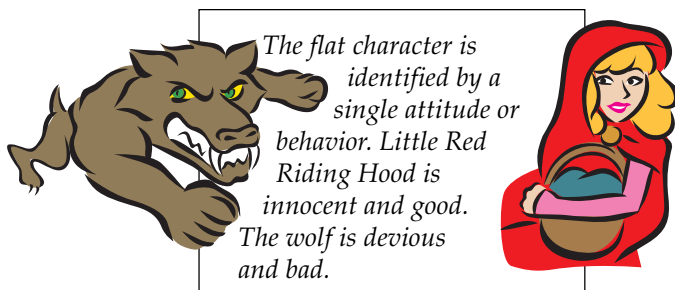 The flat character is
identified by a
single attitude or
behavior. Little Red
Riding Hood is
innocent and good.
The wolf is devious
and bad.